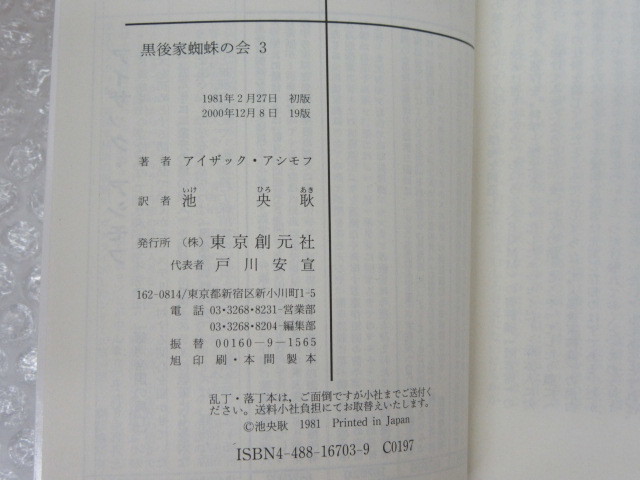 黒後家蜘蛛の会 3
1981年2月27日 初版
2000年12月8日 19版
著者 アイザック・アシモフ
いけ ひろ あき
訳者 池 央 耿
発行所 (株) 東京創元社
代表者 戸川安宣
162-0814/東京都新宿区新小川町1-5
電話 03・3268・8231-営業部
03・3268・8204-編集部
振替 00160-9-1565
旭印刷・本間製本
乱丁・落丁本は,ご面倒ですが小社までご送付く
ださい。送料小社負担にてお取替えいたします。
©池央耿 1981 Printed in Japan
ISBN4-488-16703-9 C0197